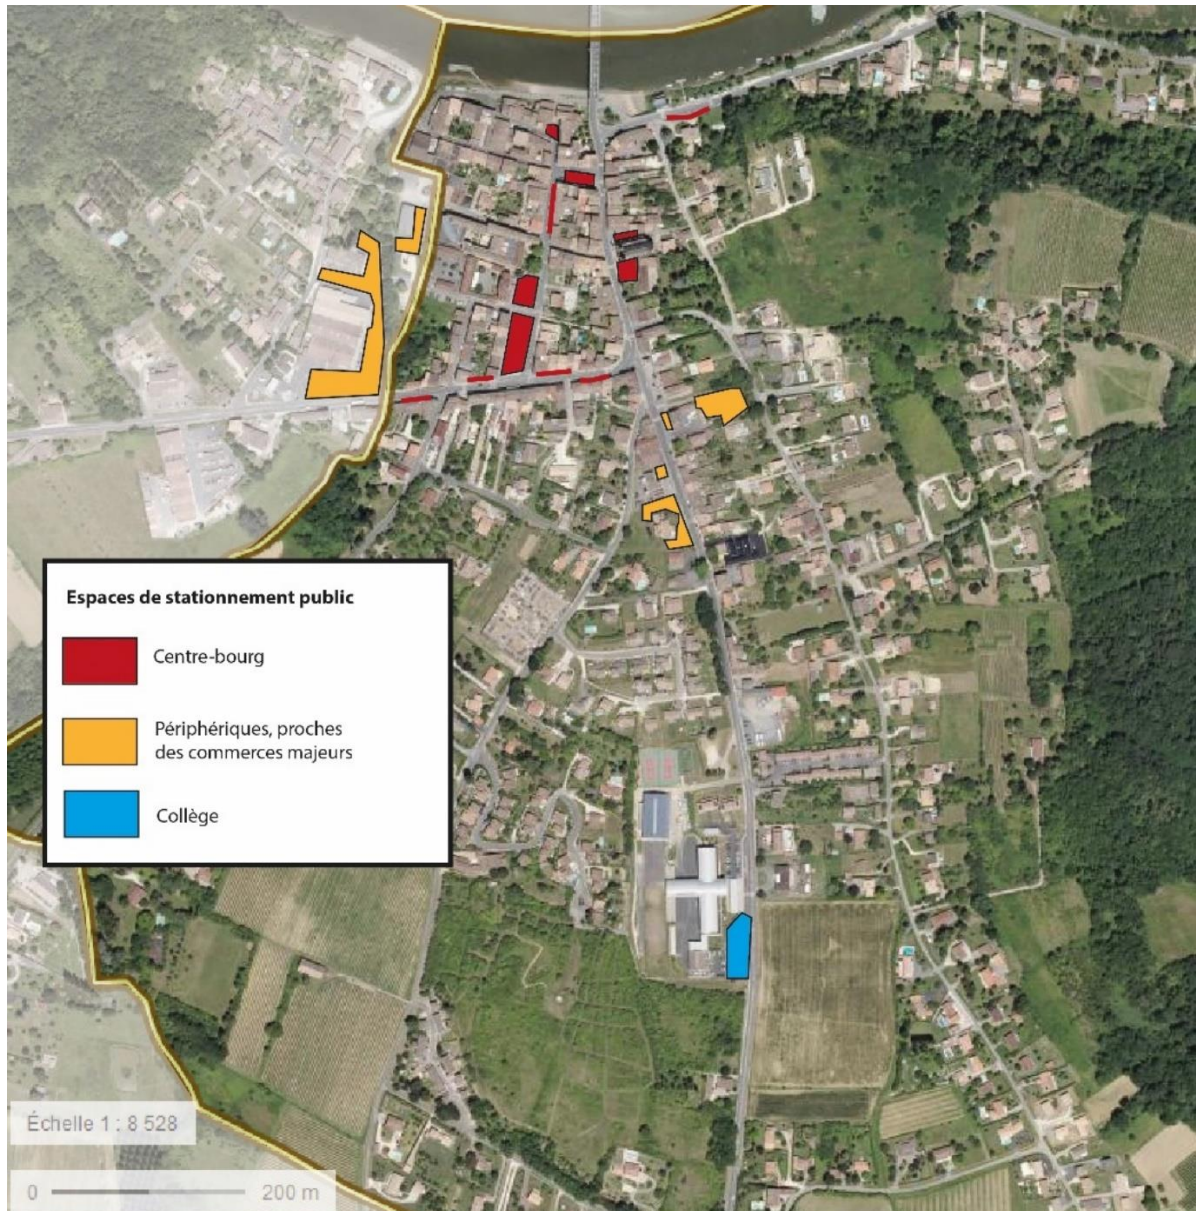 Espaces de stationnement public
Centre-bourg
Périphériques, proches
des commerces majeurs
Collège
Échelle 1 : 8 528
0 200 m